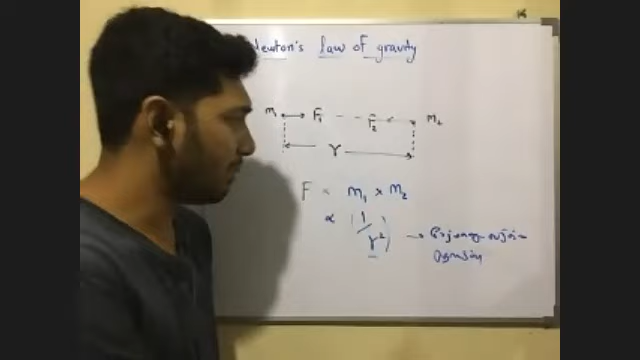 Newton's law of gravity
m₁ F₁ F₂ m₂
r
F ∝ m₁ × m₂
∝ (1/r²) →